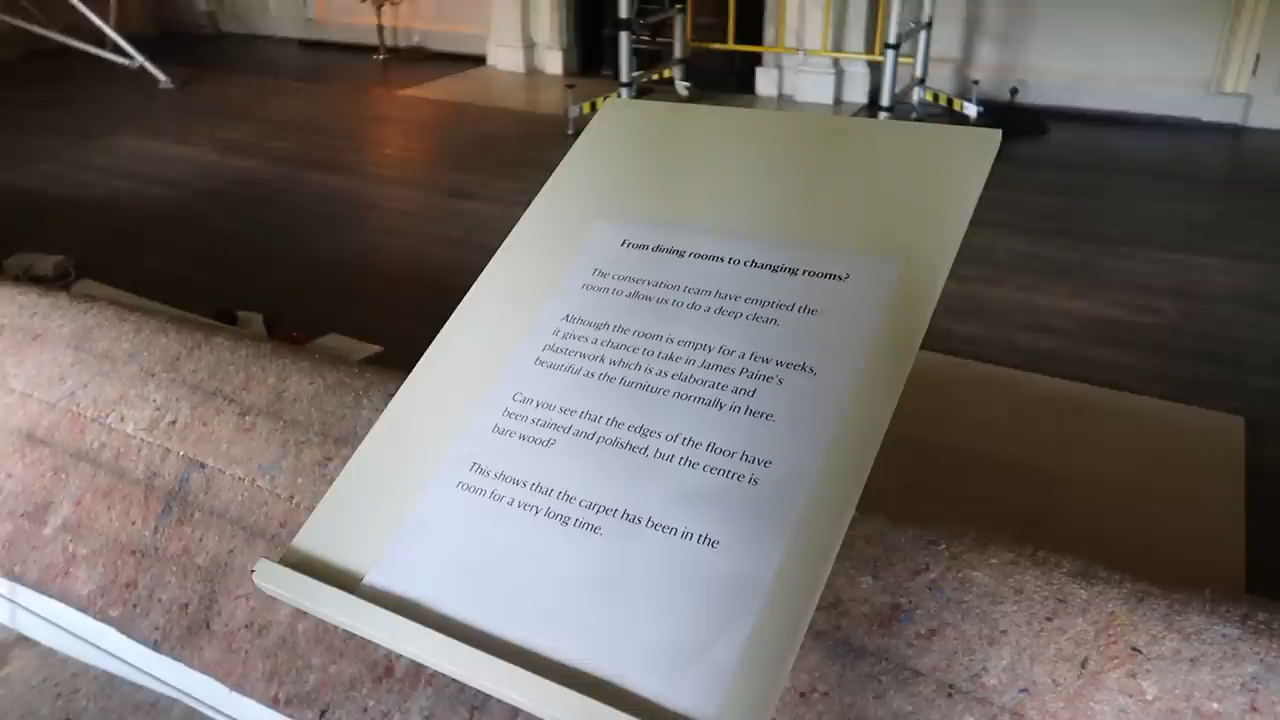 From dining rooms to changing rooms?
The conservation team have emptied the
room to allow us to do a deep clean.
Although the room is empty for a few weeks,
it gives a chance to take in James Paine's
plasterwork which is as elaborate and
beautiful as the furniture normally in here.
Can you see that the edges of the floor have
been stained and polished, but the centre is
bare wood?
This shows that the carpet has been in the
room for a very long time.